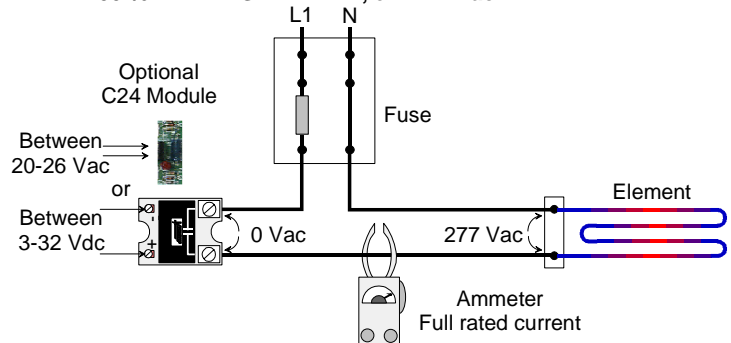 L1 N
Optional
C24 Module
Fuse
Between
20-26 Vac
or
Between
3-32 Vdc
-
+
0 Vac
277 Vac
Element
Ammeter
Full rated current